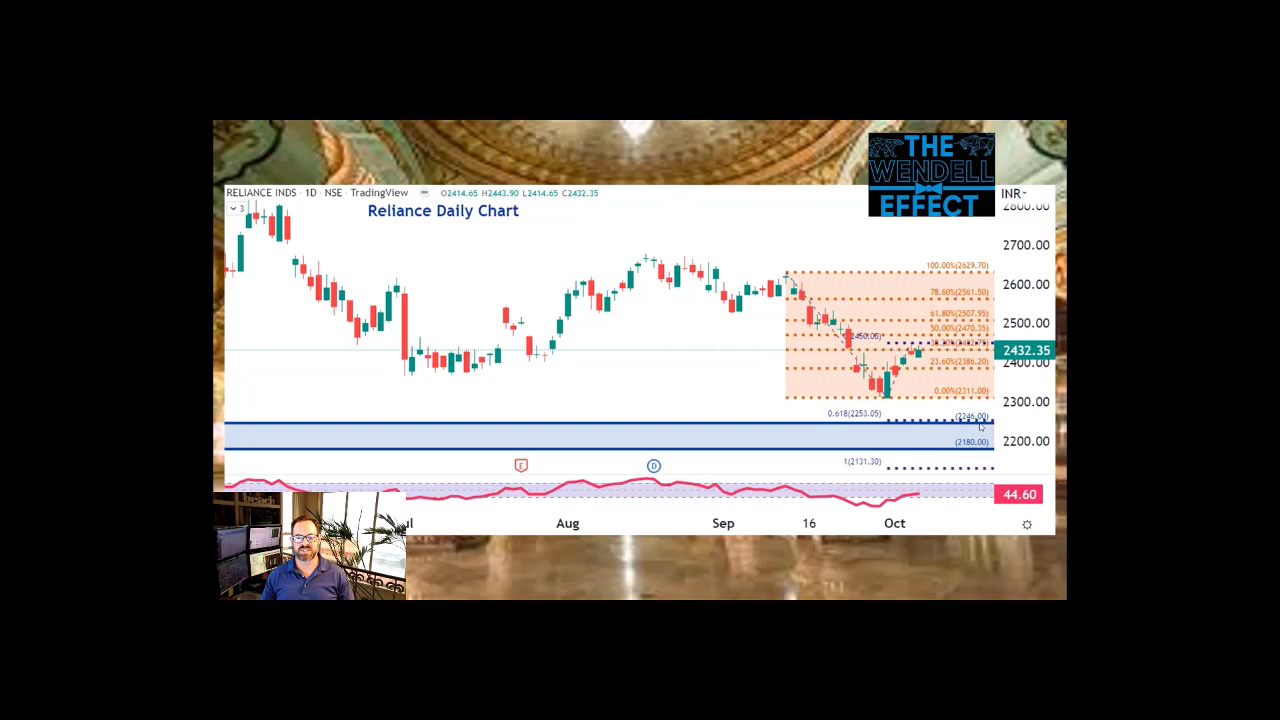 THE
WENDELL
EFFECT
RELIANCE INDS · 1D · NSE · TradingView
O2414.65 H2443.90 L2414.65 C2432.35
INR
3
Reliance Daily Chart
2800.00
2700.00
2600.00
2500.00
2432.35
2400.00
2300.00
2200.00
100.00%(2629.70)
78.60%(2561.50)
61.80%(2507.95)
50.00%(2470.35)
23.60%(2386.20)
0.00%(2311.00)
0.618(2253.05)
(2246.00)
(2180.00)
1(2131.30)
E
D
44.60
Aug
Sep
16
Oct